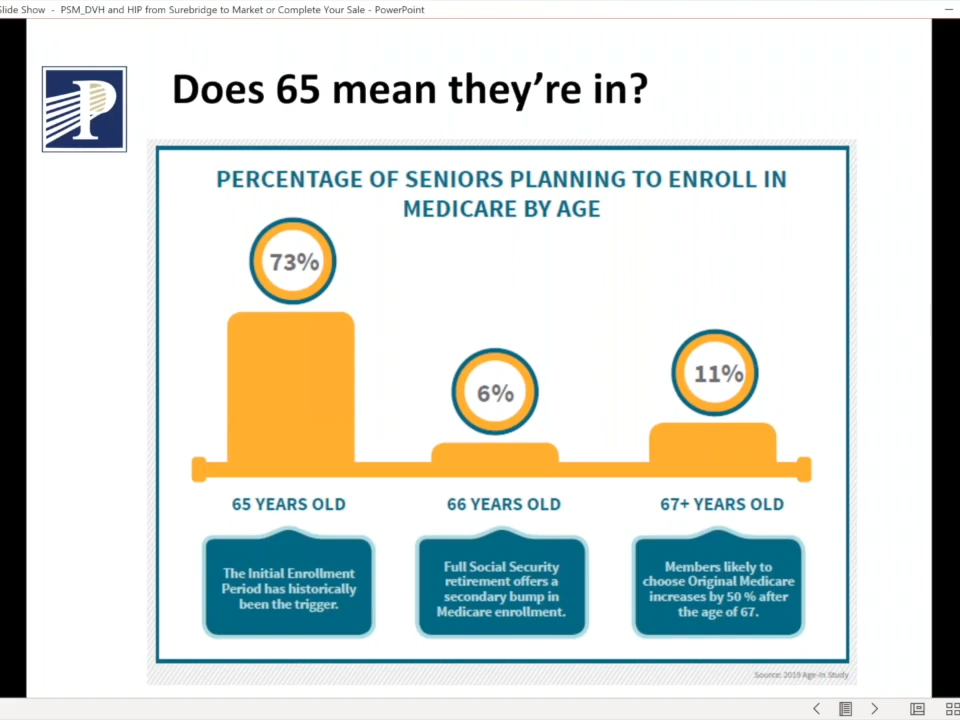 Slide Show - PSM_DVH and HIP from Surebridge to Market or Complete Your Sale - PowerPoint
P
Does 65 mean they're in?
PERCENTAGE OF SENIORS PLANNING TO ENROLL IN
MEDICARE BY AGE
73%
6%
11%
65 YEARS OLD
66 YEARS OLD
67+ YEARS OLD
The Initial Enrollment
Period has historically
been the trigger.
Full Social Security
retirement offers a
secondary bump in
Medicare enrollment.
Members likely to
choose Original Medicare
increases by 50 % after
the age of 67.
Source: 2019 Age-In Study